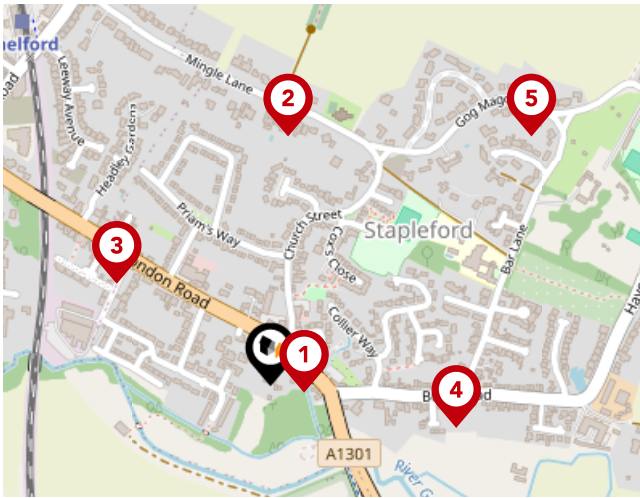 elford
Mingle Lane
2
5
Gog Mago
Leeway Avenue
oad
Headley Gardens
Priam's Way
Church Street
Cox's Close
Stapleford
Bar Lane
3
ndon Road
Collier Way
1
4
A1301
River G